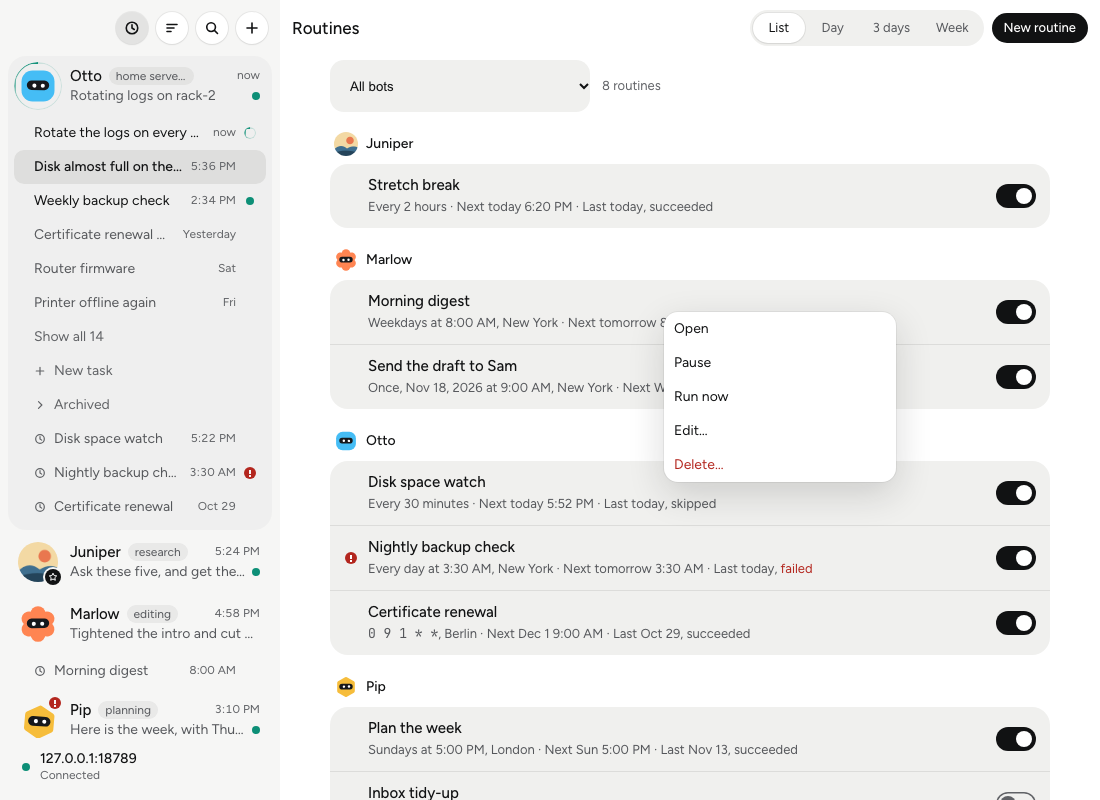 Otto home serve... now
Rotating logs on rack-2
Rotate the logs on every ... now
Disk almost full on the... 5:36 PM
Weekly backup check 2:34 PM
Certificate renewal ... Yesterday
Router firmware Sat
Printer offline again Fri
Show all 14
New task
Archived
Disk space watch 5:22 PM
Nightly backup ch... 3:30 AM
Certificate renewal Oct 29
Juniper research 5:24 PM
Ask these five, and get the...
Marlow editing 4:58 PM
Tightened the intro and cut ...
Morning digest 8:00 AM
Pip planning 3:10 PM
Here is the week, with Thu...
127.0.0.1:18789
Connected
Routines
List Day 3 days Week
New routine
All bots
8 routines
Juniper
Stretch break
Every 2 hours · Next today 6:20 PM · Last today, succeeded
Marlow
Morning digest
Weekdays at 8:00 AM, New York · Next tomorrow 8
Send the draft to Sam
Once, Nov 18, 2026 at 9:00 AM, New York · Next W
Open
Pause
Run now
Edit...
Delete...
Otto
Disk space watch
Every 30 minutes · Next today 5:52 PM · Last today, skipped
Nightly backup check
Every day at 3:30 AM, New York · Next tomorrow 3:30 AM · Last today, failed
Certificate renewal
0 9 1 * *, Berlin · Next Dec 1 9:00 AM · Last Oct 29, succeeded
Pip
Plan the week
Sundays at 5:00 PM, London · Next Sun 5:00 PM · Last Nov 13, succeeded
Inbox tidy-up